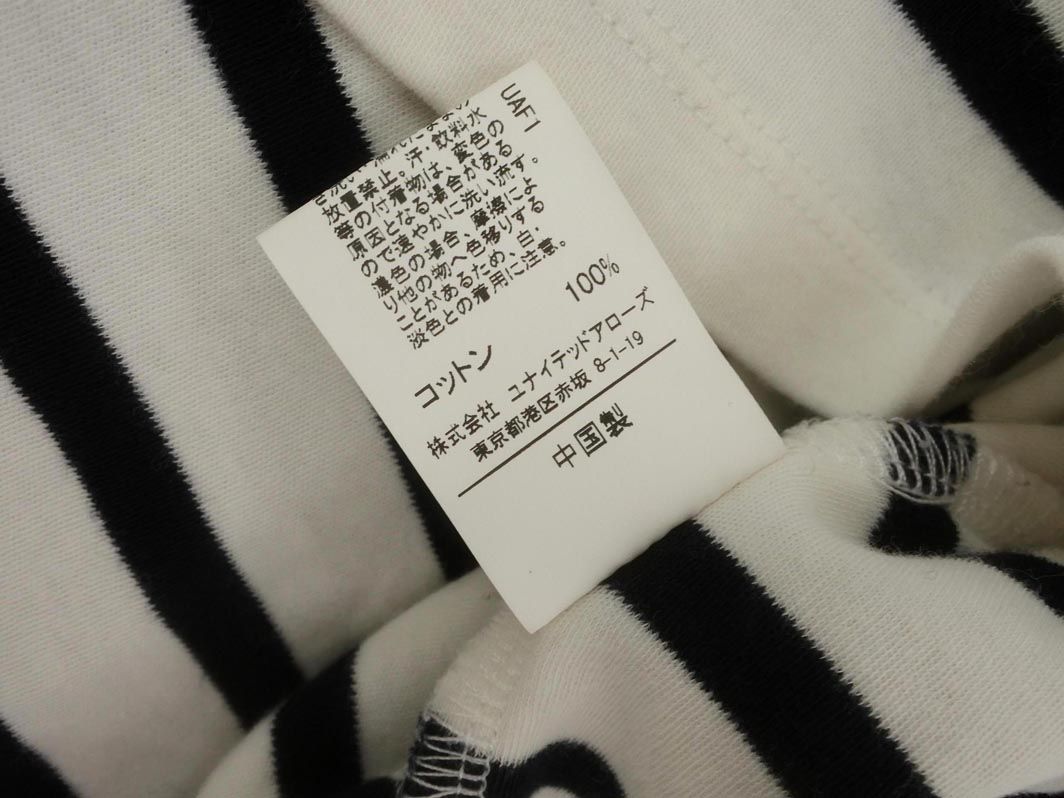 UAF1
放置禁止。汗・飲料水
等の付着物は、変色の
原因となる場合がある
ので速やかに洗い流す。
濃色の場合、摩擦によ
り他の物へ色移りする
ことがあるため、白・
淡色との着用に注意。
コットン 100%
株式会社 ユナイテッドアローズ
東京都港区赤坂 8-1-19
中国製